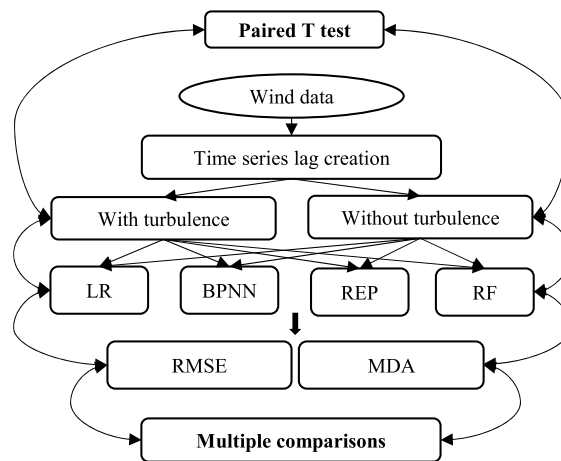 Paired T test
Wind data
Time series lag creation
With turbulence
Without turbulence
LR
BPNN
REP
RF
RMSE
MDA
Multiple comparisons